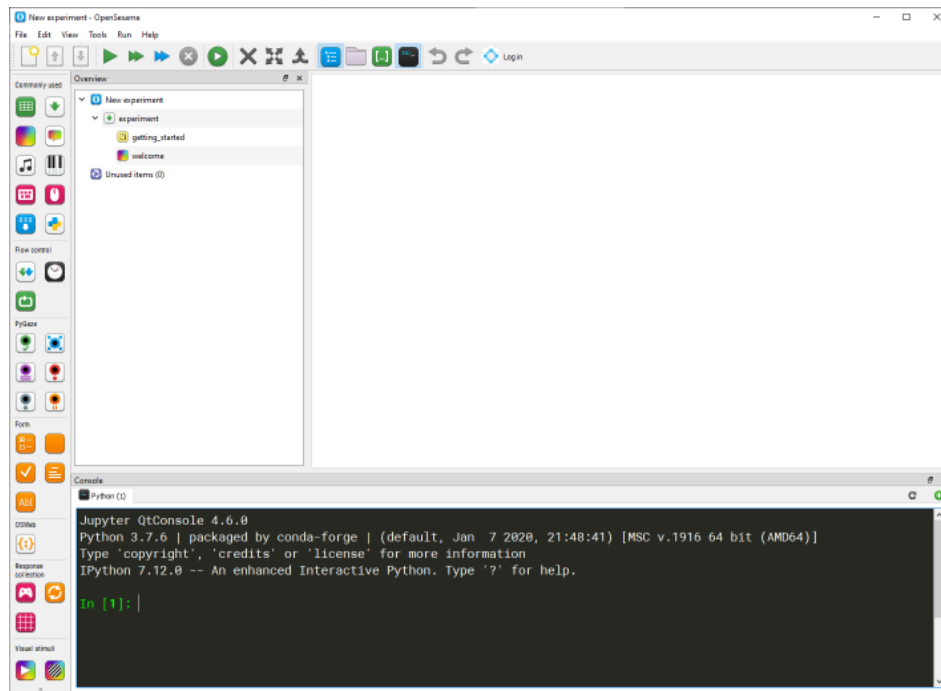 New experiment - OpenSesame
File Edit View Tools Run Help
Login
Commonly used
Overview
New experiment
experiment
getting_started
welcome
Unused items (0)
Flow control
PyGaze
Form
Abl
OSWeb
Response
collection
Visual stimuli
Console
Python (1)
Jupyter QtConsole 4.6.0
Python 3.7.6 | packaged by conda-forge | (default, Jan  7 2020, 21:48:41) [MSC v.1916 64 bit (AMD64)]
Type 'copyright', 'credits' or 'license' for more information
IPython 7.12.0 -- An enhanced Interactive Python. Type '?' for help.
In [1]: